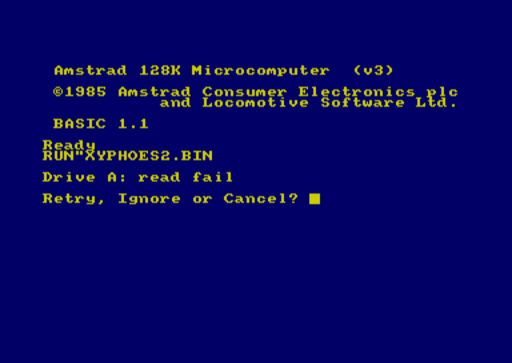 Amstrad 128K Microcomputer (v3)
©1985 Amstrad Consumer Electronics plc
and Locomotive Software Ltd.
BASIC 1.1
Ready
RUN"XYPHOES2.BIN
Drive A: read fail
Retry, Ignore or Cancel?